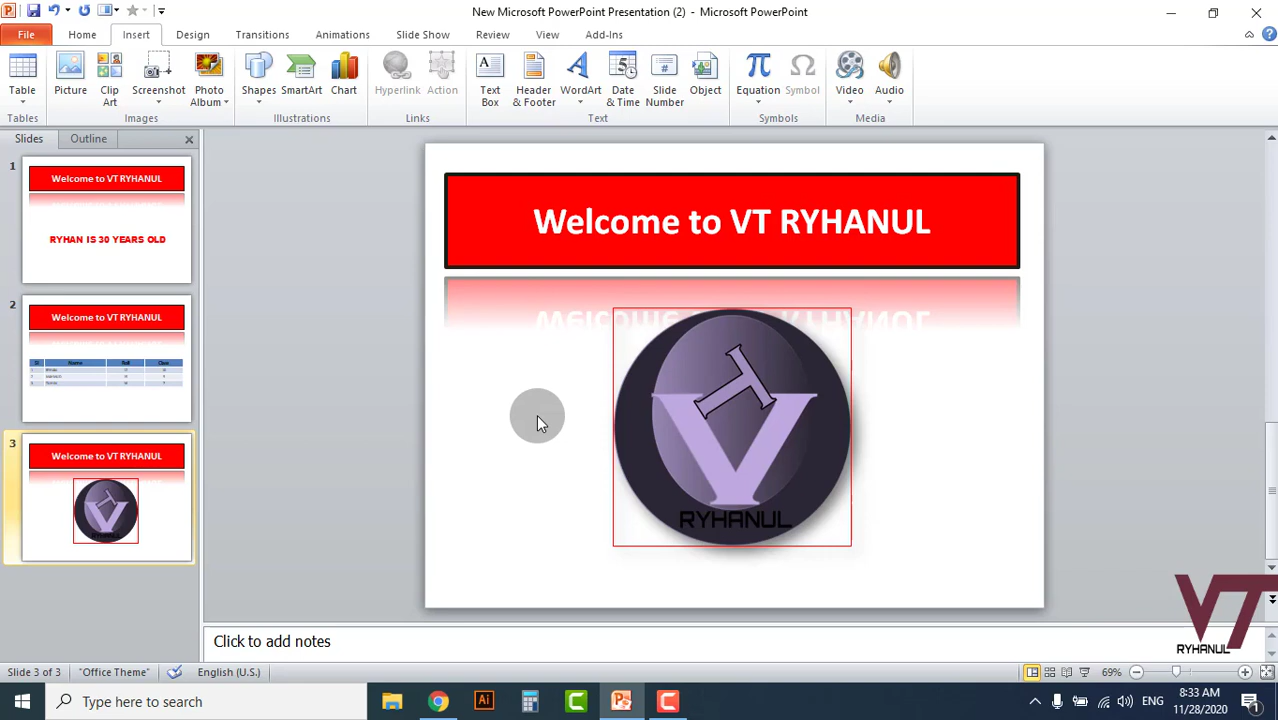 New Microsoft PowerPoint Presentation (2) - Microsoft PowerPoint
File Home Insert Design Transitions Animations Slide Show Review View Add-Ins
Table Picture Clip Art Screenshot Photo Album Shapes SmartArt Chart Hyperlink Action Text Box Header & Footer WordArt Date & Time Slide Number Object Equation Symbol Video Audio
Tables Images Illustrations Links Text Symbols Media
Slides Outline
1
Welcome to VT RYHANUL
RYHAN IS 30 YEARS OLD
2
Welcome to VT RYHANUL
Name Roll Class
3
Welcome to VT RYHANUL
Welcome to VT RYHANUL
VT
RYHANUL
VT
RYHANUL
Click to add notes
Slide 3 of 3 "Office Theme" English (U.S.) 69%
Type here to search
ENG
8:33 AM
11/28/2020